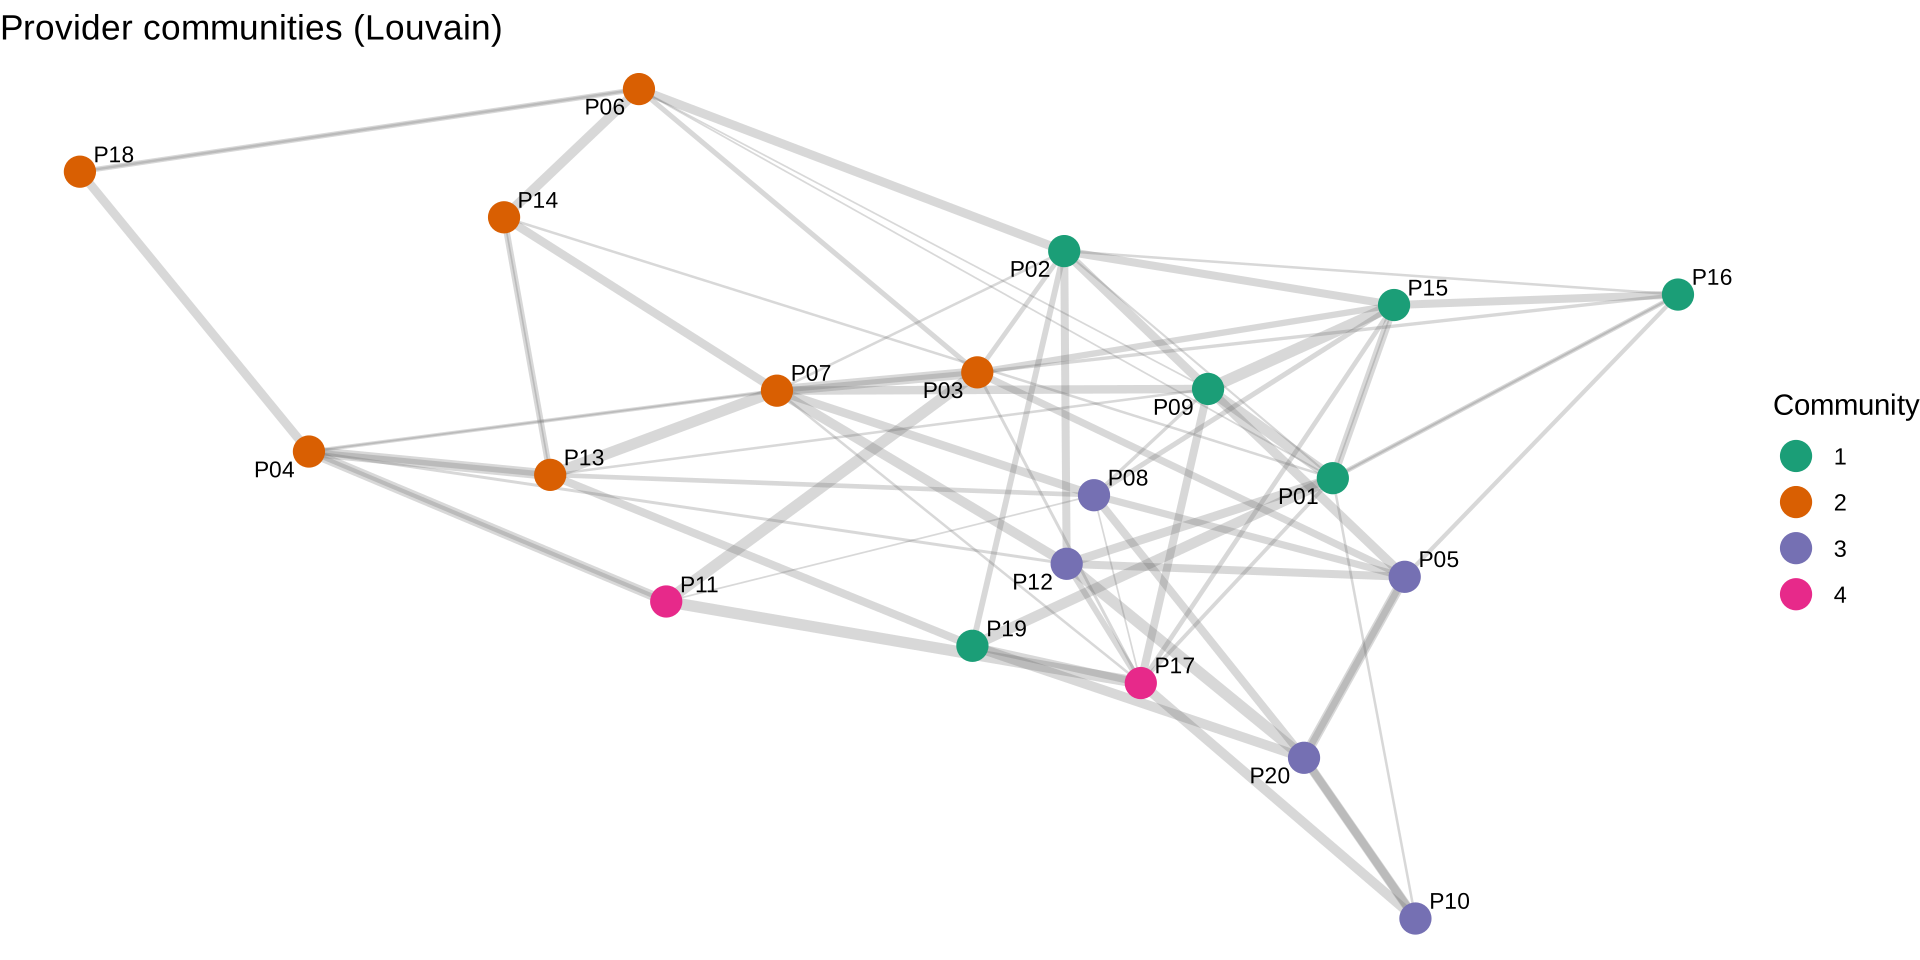 Provider communities (Louvain)
P06
P18
P14
P02
P16
P15
P07
P03
P09
P04
P13
P08
P01
P05
P12
P11
P19
P17
P20
P10
Community
1
2
3
4